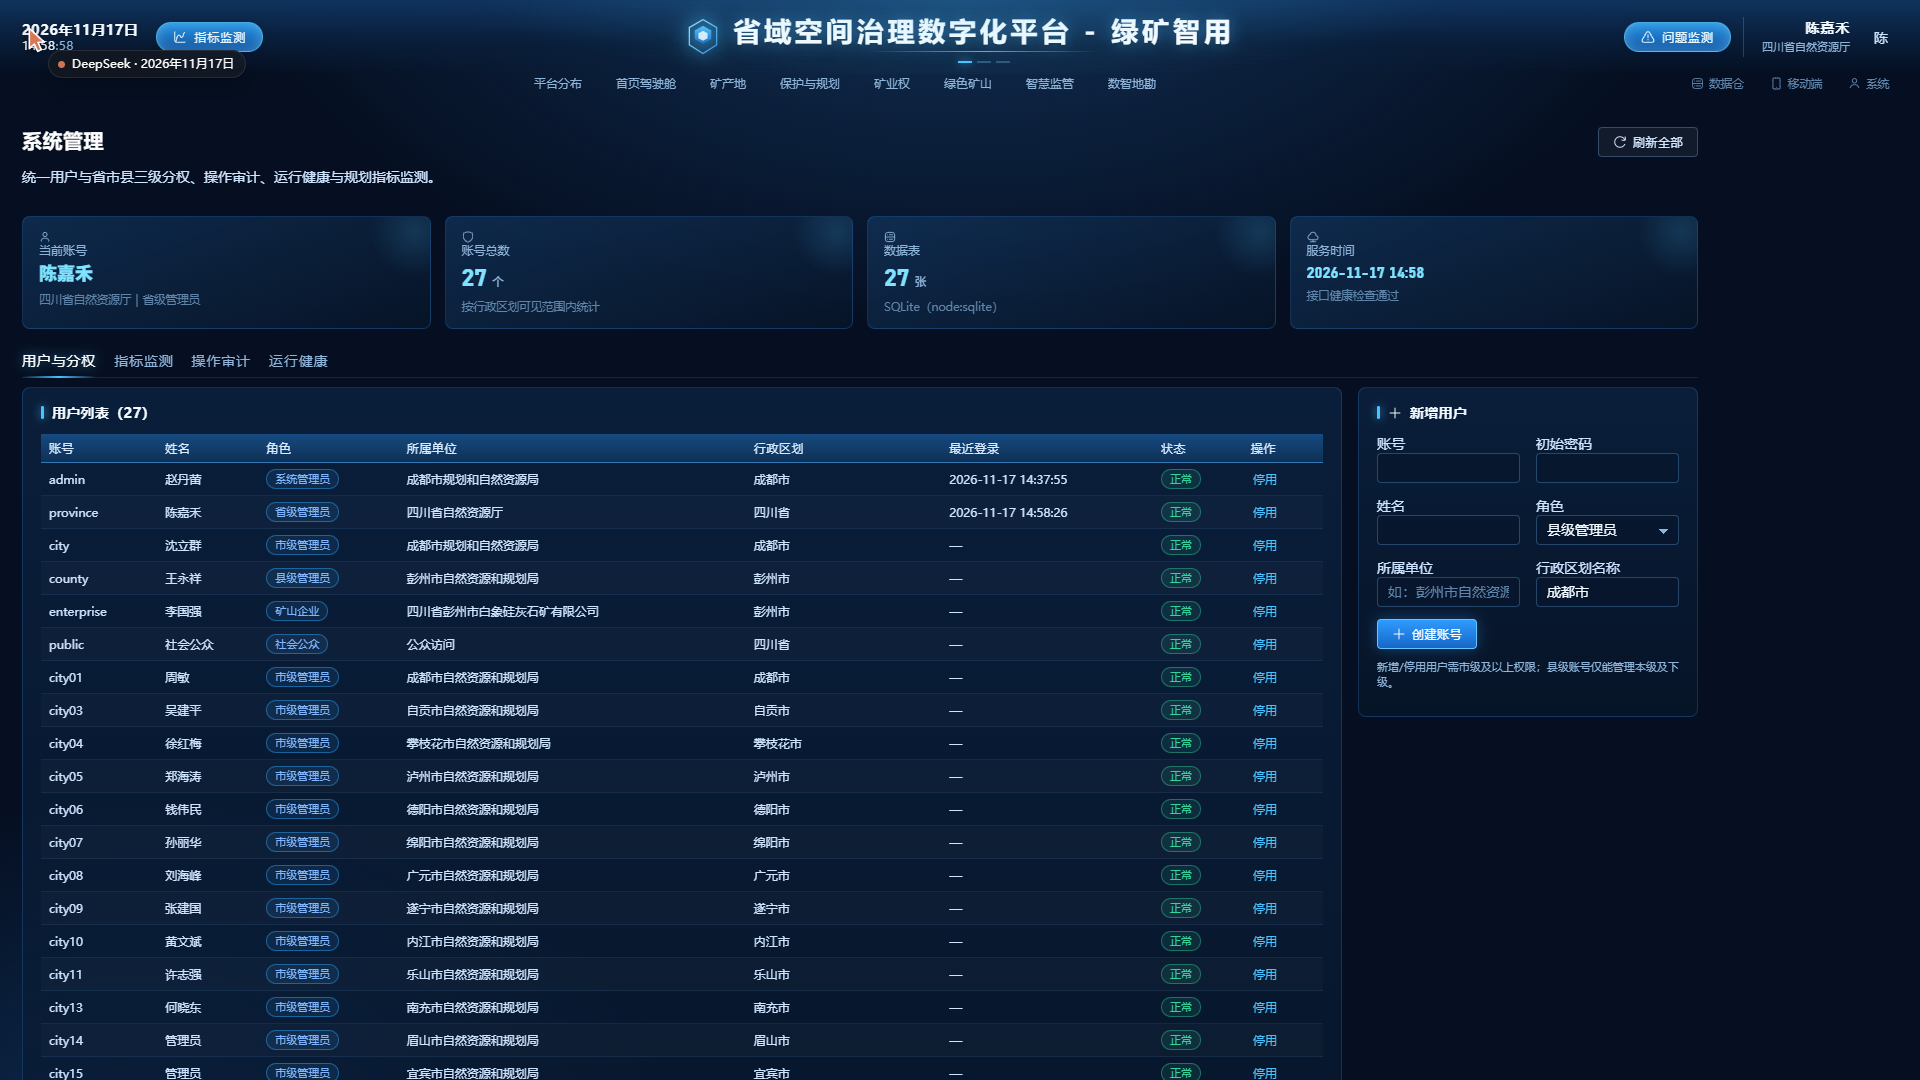 2026年11月17日
14:58:58
指标监测
DeepSeek · 2026年11月17日
省域空间治理数字化平台 - 绿矿智用
问题监测
陈嘉禾
四川省自然资源厅
陈
平台分布 首页驾驶舱 矿产地 保护与规划 矿业权 绿色矿山 智慧监管 数智地勘
数据仓 移动端 系统
系统管理
刷新全部
统一用户与省市县三级分权、操作审计、运行健康与规划指标监测。
当前账号
陈嘉禾
四川省自然资源厅 | 省级管理员
账号总数
27 个
按行政区划可见范围内统计
数据表
27 张
SQLite（node:sqlite）
服务时间
2026-11-17 14:58
接口健康检查通过
用户与分权 指标监测 操作审计 运行健康
用户列表（27）
账号 姓名 角色 所属单位 行政区划 最近登录 状态 操作
admin 赵丹苗 系统管理员 成都市规划和自然资源局 成都市 2026-11-17 14:37:55 正常 停用
province 陈嘉禾 省级管理员 四川省自然资源厅 四川省 2026-11-17 14:58:26 正常 停用
city 沈立群 市级管理员 成都市规划和自然资源局 成都市 — 正常 停用
county 王永祥 县级管理员 彭州市自然资源和规划局 彭州市 — 正常 停用
enterprise 李国强 矿山企业 四川省彭州市白象硅灰石矿有限公司 彭州市 — 正常 停用
public 社会公众 社会公众 公众访问 四川省 — 正常 停用
city01 周敏 市级管理员 成都市自然资源和规划局 成都市 — 正常 停用
city03 吴建平 市级管理员 自贡市自然资源和规划局 自贡市 — 正常 停用
city04 徐红梅 市级管理员 攀枝花市自然资源和规划局 攀枝花市 — 正常 停用
city05 郑海涛 市级管理员 泸州市自然资源和规划局 泸州市 — 正常 停用
city06 钱伟民 市级管理员 德阳市自然资源和规划局 德阳市 — 正常 停用
city07 孙丽华 市级管理员 绵阳市自然资源和规划局 绵阳市 — 正常 停用
city08 刘海峰 市级管理员 广元市自然资源和规划局 广元市 — 正常 停用
city09 张建国 市级管理员 遂宁市自然资源和规划局 遂宁市 — 正常 停用
city10 黄文斌 市级管理员 内江市自然资源和规划局 内江市 — 正常 停用
city11 许志强 市级管理员 乐山市自然资源和规划局 乐山市 — 正常 停用
city13 何晓东 市级管理员 南充市自然资源和规划局 南充市 — 正常 停用
city14 管理员 市级管理员 眉山市自然资源和规划局 眉山市 — 正常 停用
city15 管理员 市级管理员 宜宾市自然资源和规划局 宜宾市 — 正常 停用
新增用户
账号 初始密码
姓名 角色
县级管理员
所属单位 行政区划名称
如：彭州市自然资源 成都市
创建账号
新增/停用用户需市级及以上权限；县级账号仅能管理本级及下
级。